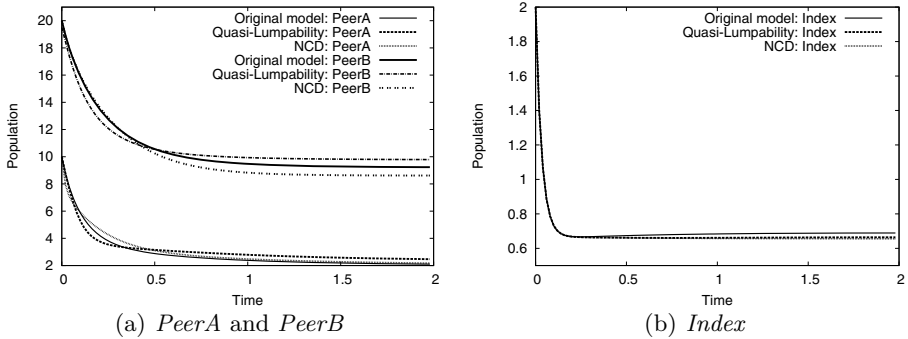 Original model: PeerA
Quasi-Lumpability: PeerA
NCD: PeerA
Original model: PeerB
Quasi-Lumpability: PeerB
NCD: PeerB
Population
20
18
16
14
12
10
8
6
4
2
0
0.5
1
1.5
2
Time
(a) PeerA and PeerB
Original model: Index
Quasi-Lumpability: Index
NCD: Index
Population
2
1.8
1.6
1.4
1.2
1
0.8
0.6
0
0.5
1
1.5
2
Time
(b) Index